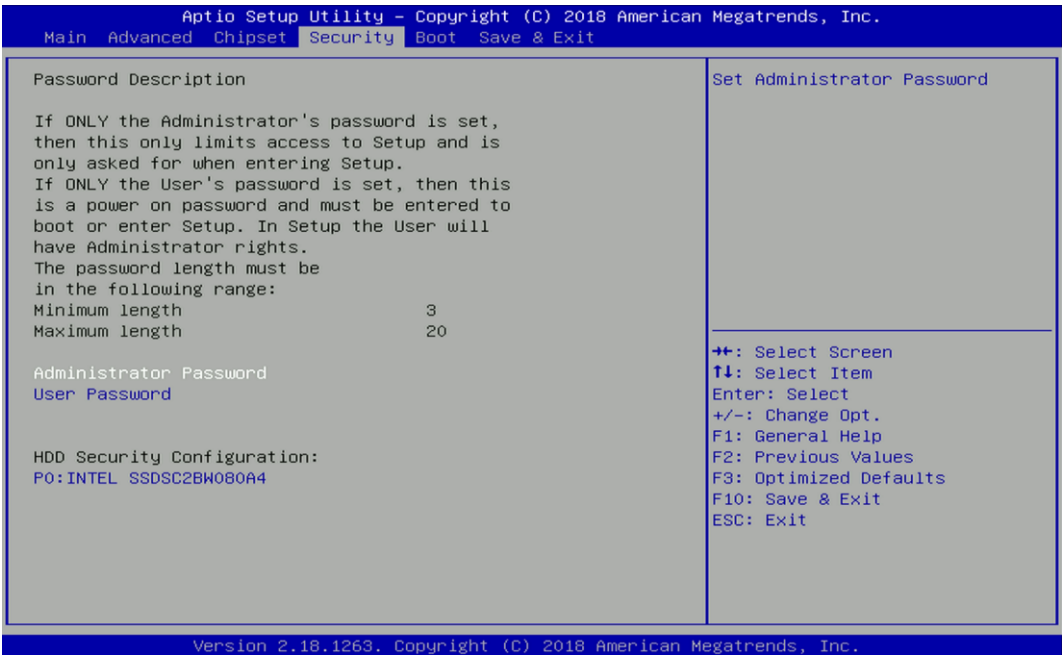 Aptio Setup Utility – Copyright (C) 2018 American Megatrends, Inc.
Main Advanced Chipset Security Boot Save & Exit
Password Description
If ONLY the Administrator's password is set,
then this only limits access to Setup and is
only asked for when entering Setup.
If ONLY the User's password is set, then this
is a power on password and must be entered to
boot or enter Setup. In Setup the User will
have Administrator rights.
The password length must be
in the following range:
Minimum length 3
Maximum length 20
Administrator Password
User Password
HDD Security Configuration:
P0:INTEL SSDSC2BW080A4
Set Administrator Password
→←: Select Screen
↑↓: Select Item
Enter: Select
+/-: Change Opt.
F1: General Help
F2: Previous Values
F3: Optimized Defaults
F10: Save & Exit
ESC: Exit
Version 2.18.1263. Copyright (C) 2018 American Megatrends, Inc.